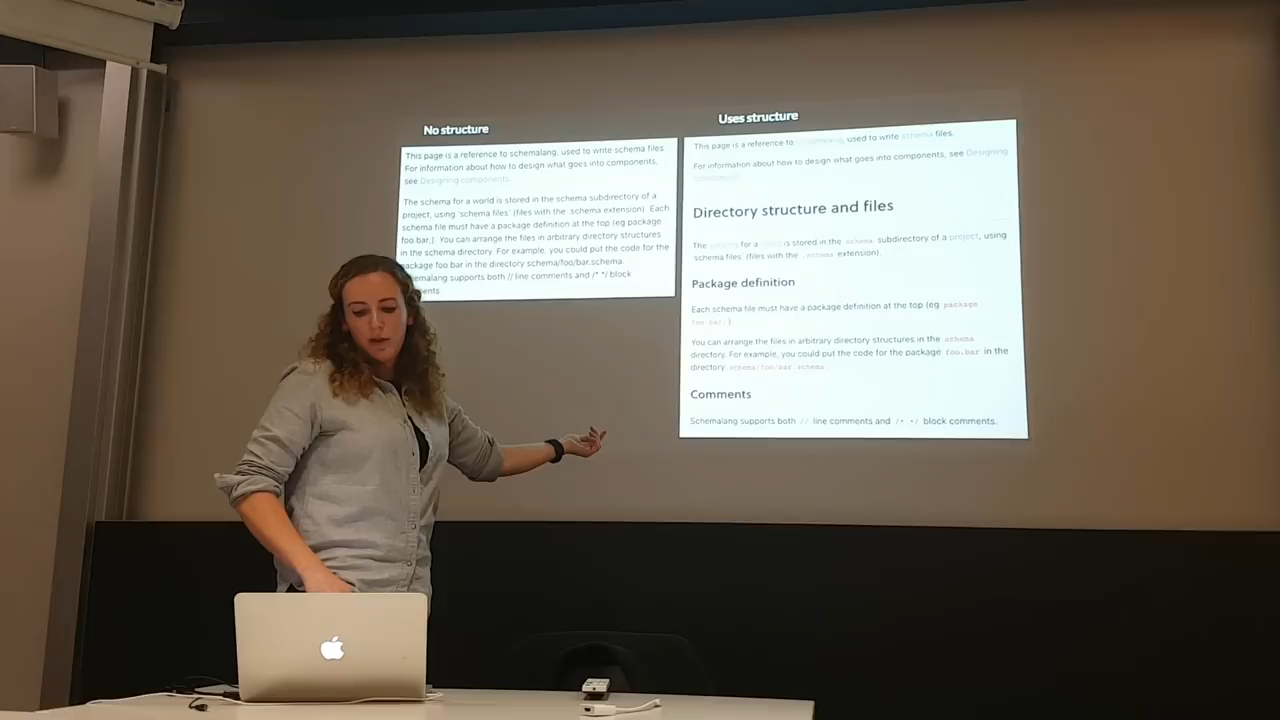 No structure
This page is a reference to schemalang, used to write schema files
For information about how to design what goes into components,
see Designing components.
The schema for a world is stored in the schema subdirectory of a
project, using 'schema files' (files with the .schema extension). Each
schema file must have a package definition at the top (eg package
foo.bar;). You can arrange the files in arbitrary directory structures
in the schema directory. For example, you could put the code for the
package foo.bar in the directory schema/foo/bar.schema.
Schemalang supports both // line comments and /* */ block
Uses structure
This page is a reference to schemalang, used to write schema files.
For information about how to design what goes into components, see Designing
components.
Directory structure and files
The schema for a world is stored in the schema subdirectory of a project, using
'schema files' (files with the .schema extension).
Package definition
Each schema file must have a package definition at the top (eg package
foo.bar;)
You can arrange the files in arbitrary directory structures in the schema
directory. For example, you could put the code for the package foo.bar in the
directory schema/foo/bar.schema.
Comments
Schemalang supports both // line comments and /* */ block comments.